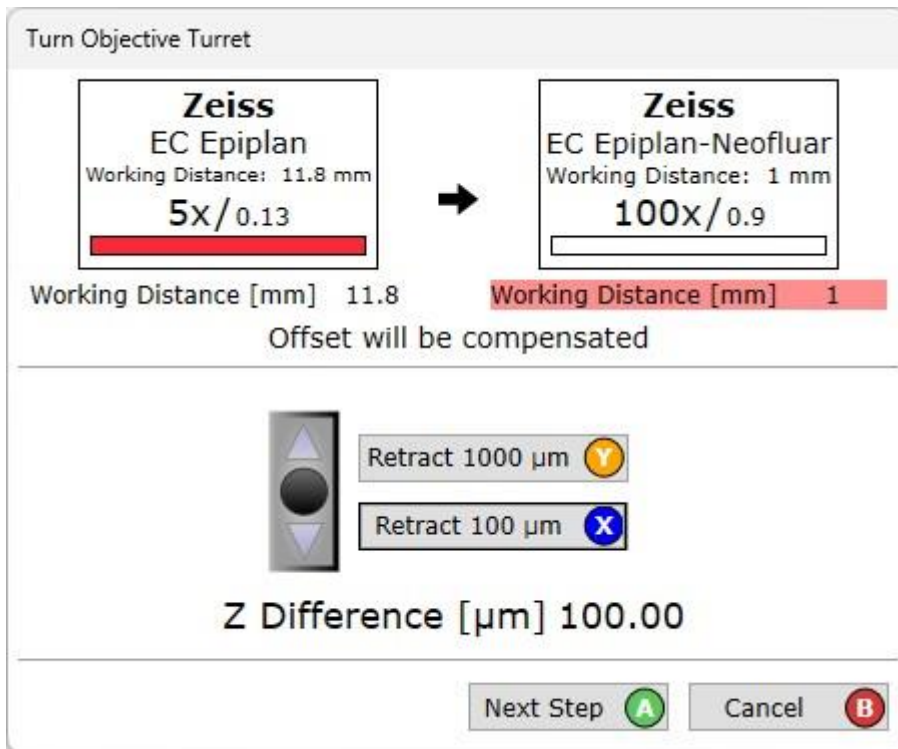 Turn Objective Turret
Zeiss
EC Epiplan
Working Distance: 11.8 mm
5x/0.13
Zeiss
EC Epiplan-Neofluar
Working Distance: 1 mm
100x/0.9
Working Distance [mm] 11.8
Working Distance [mm] 1
Offset will be compensated
Retract 1000 µm Y
Retract 100 µm X
Z Difference [µm] 100.00
Next Step A
Cancel B